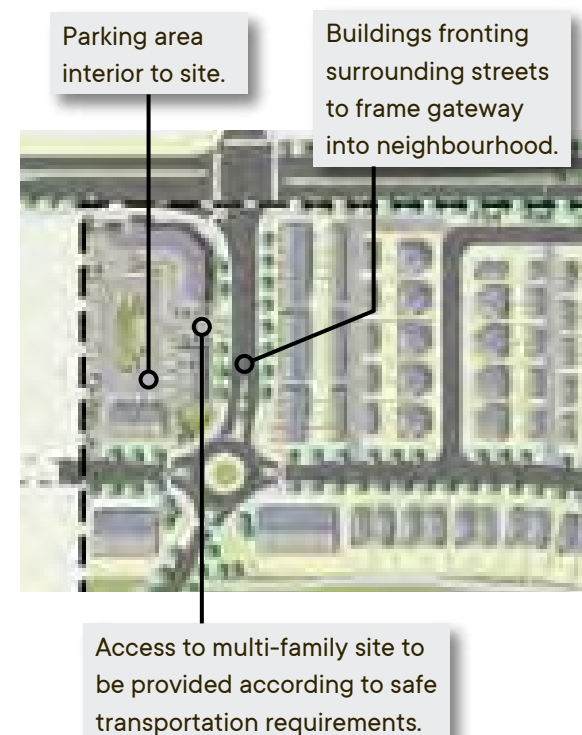 Parking area
interior to site.
Buildings fronting
surrounding streets
to frame gateway
into neighbourhood.
Access to multi-family site to
be provided according to safe
transportation requirements.